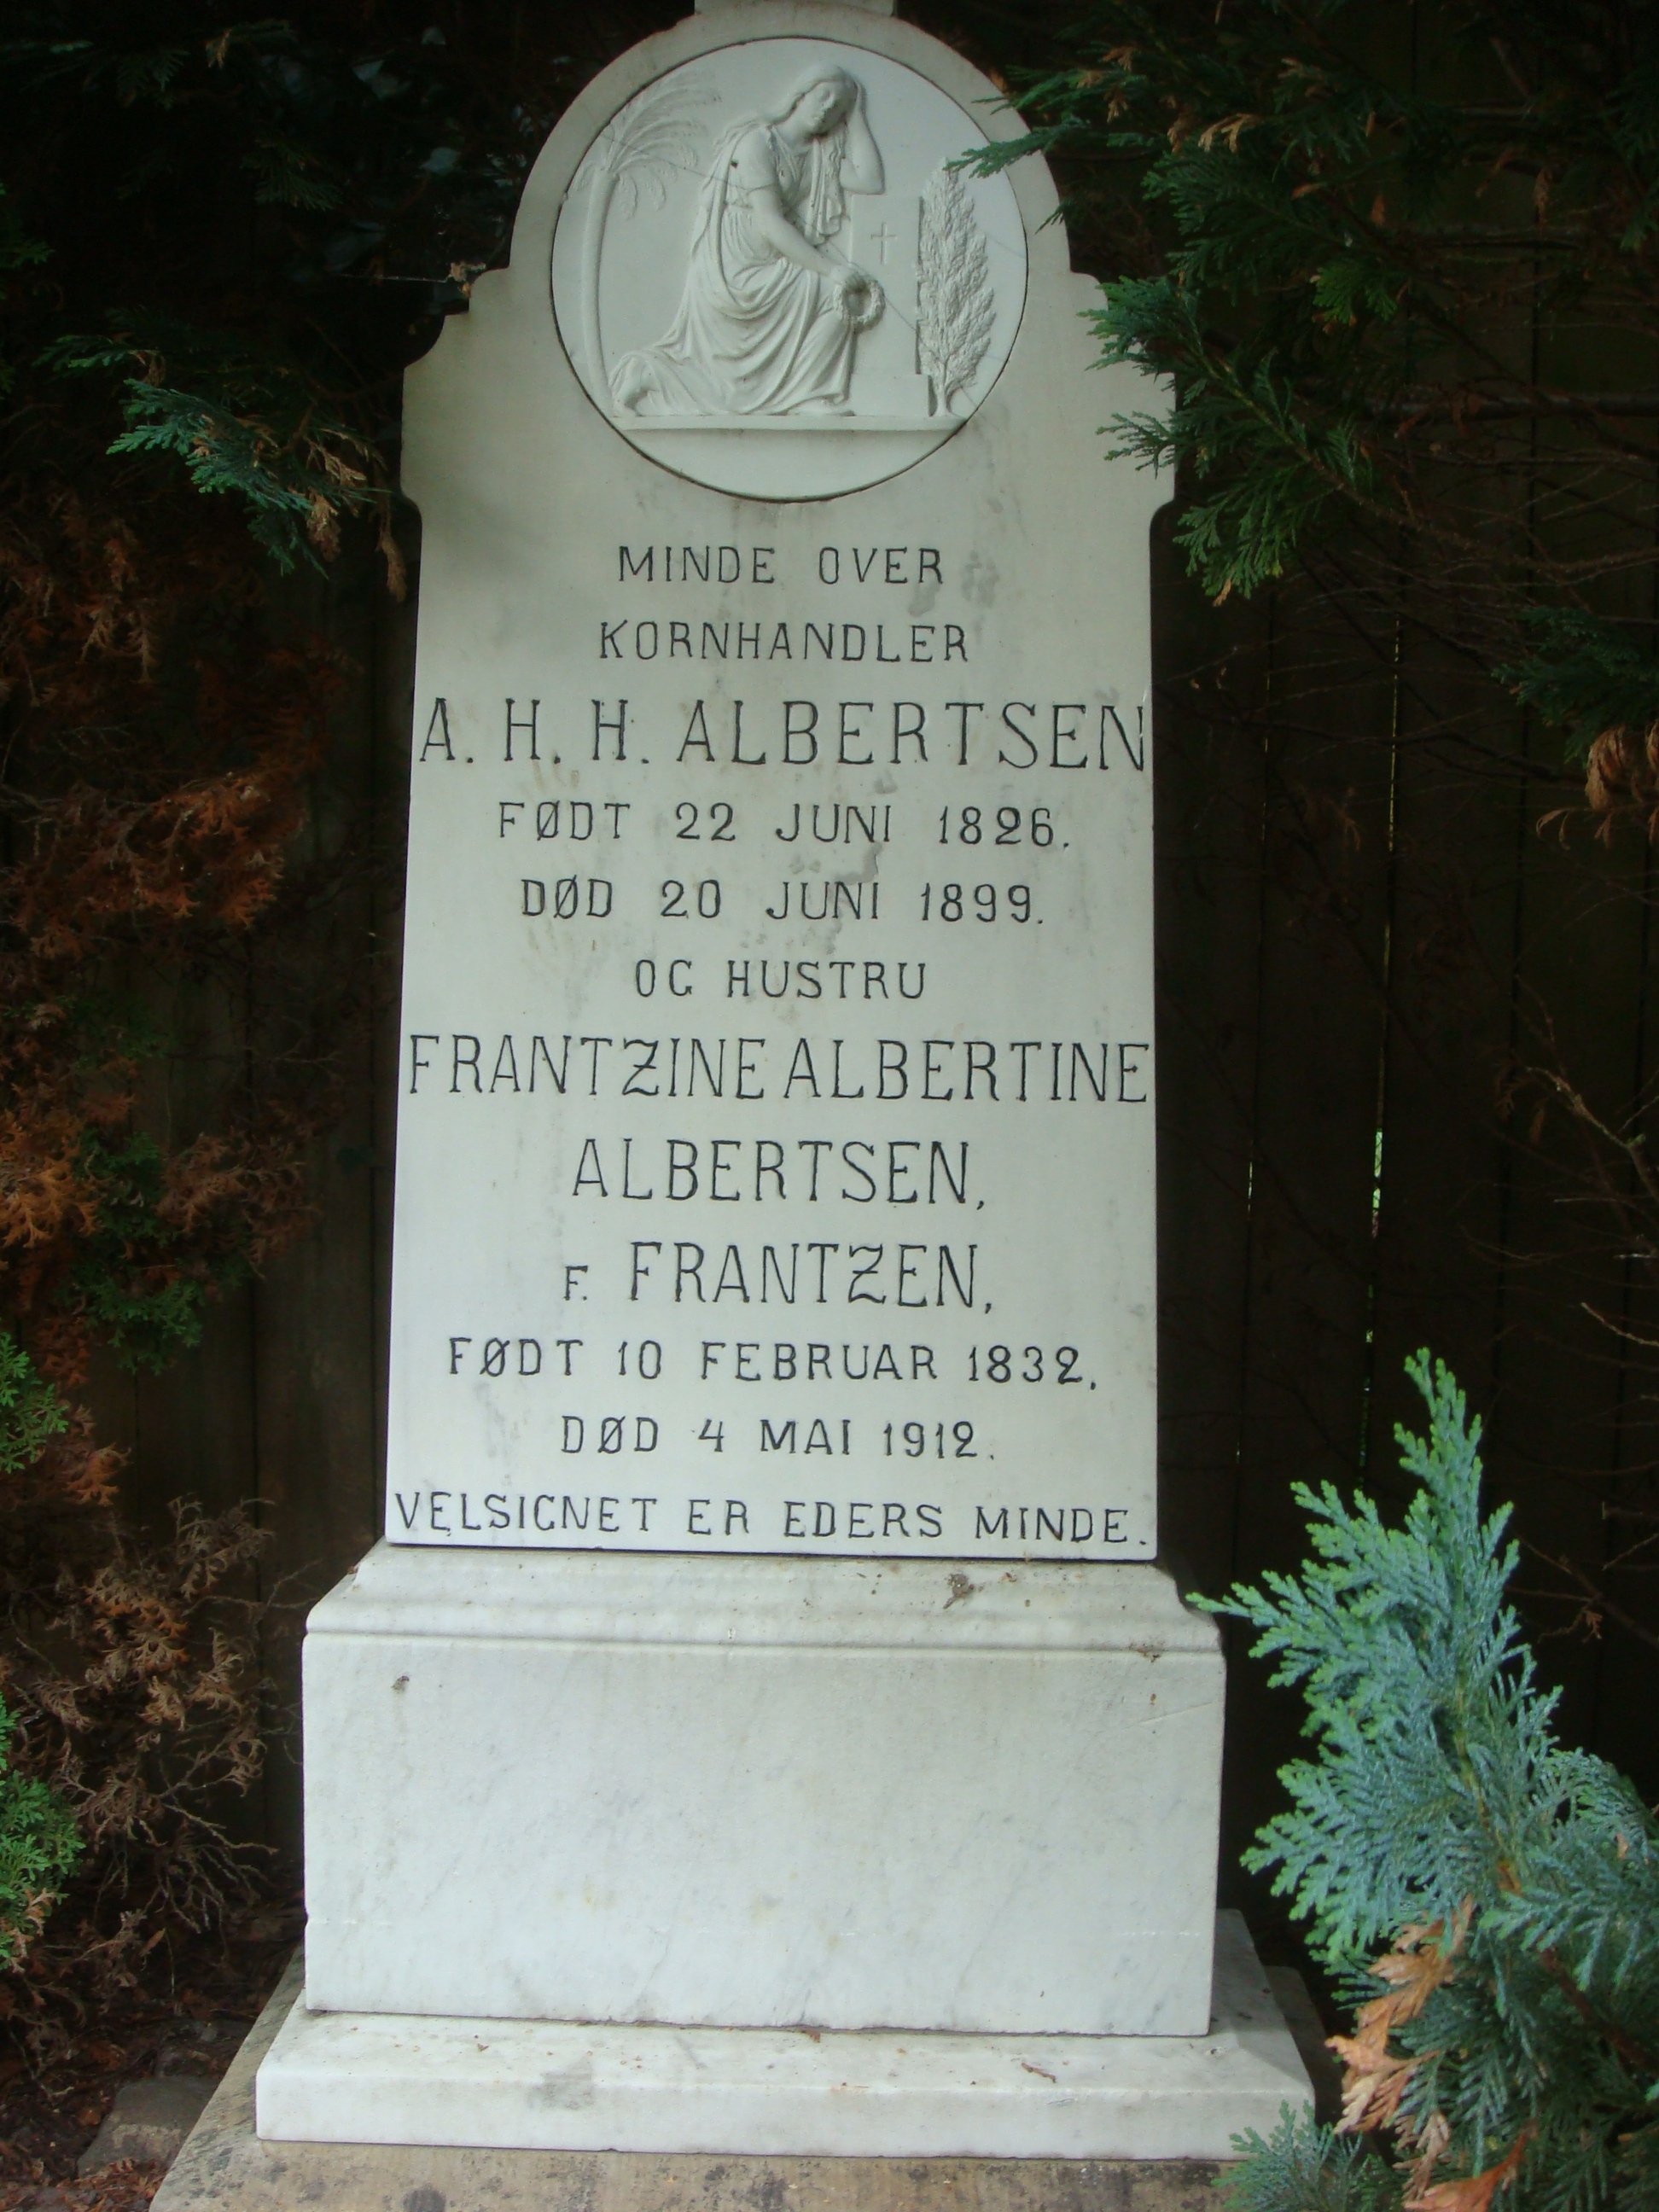 MINDE OVER
KORNHANDLER
A. H. H. ALBERTSEN
FØDT 22 JUNI 1826.
DØD 20 JUNI 1899.
OG HUSTRU
FRANTZINE ALBERTINE
ALBERTSEN,
F. FRANTZEN,
FØDT 10 FEBRUAR 1832,
DØD 4 MAI 1912.
VELSIGNET ER EDERS MINDE.